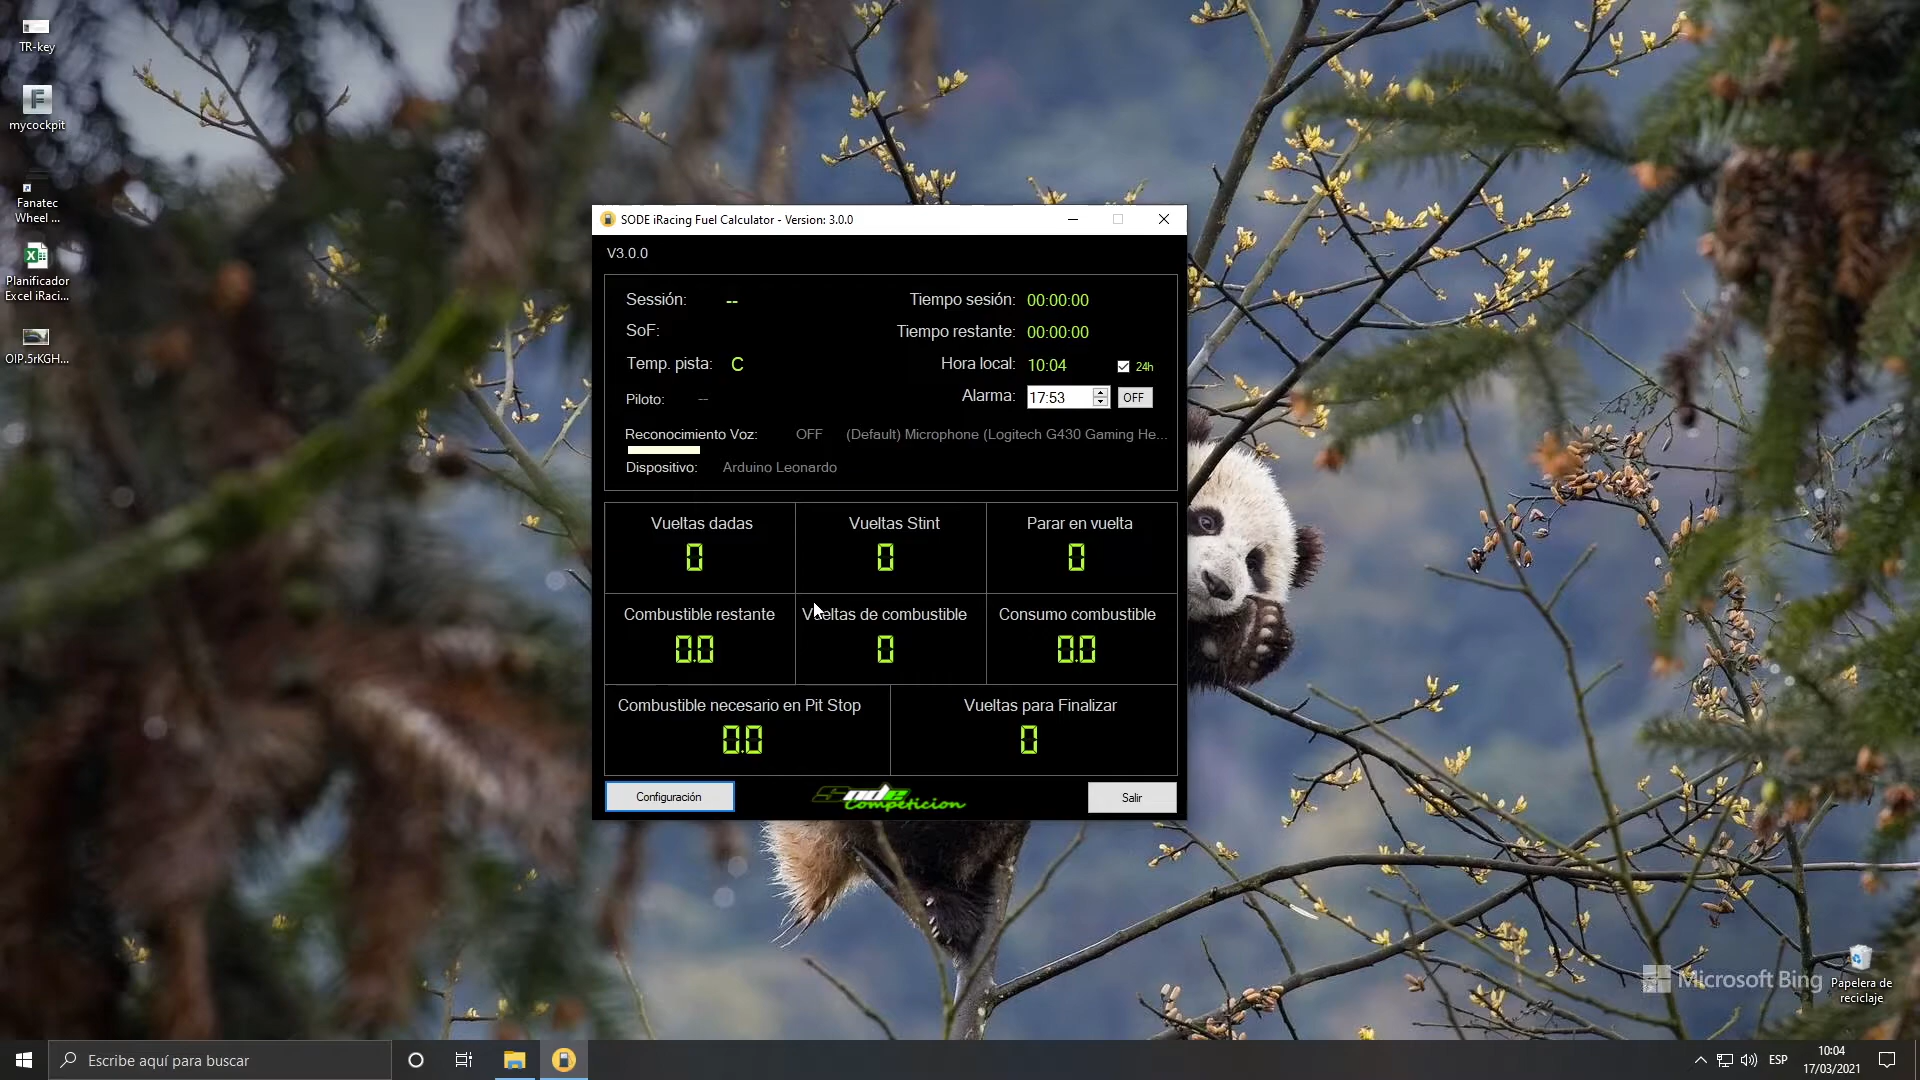 TR-key
mycockpit
Fanatec
Wheel ...
Planificador
Excel iRaci...
OIP.5rKGH...
SODE iRacing Fuel Calculator - Version: 3.0.0
V3.0.0
Sessión: --
Tiempo sesión: 00:00:00
SoF:
Tiempo restante: 00:00:00
Temp. pista: C
Hora local: 10:04
24h
Piloto: --
Alarma: 17:53 OFF
Reconocimiento Voz: OFF (Default) Microphone (Logitech G430 Gaming He...
Dispositivo: Arduino Leonardo
Vueltas dadas
0
Vueltas Stint
0
Parar en vuelta
0
Combustible restante
0.0
Vueltas de combustible
0
Consumo combustible
0.0
Combustible necesario en Pit Stop
0.0
Vueltas para Finalizar
0
Configuración
Sode
Competicion
Salir
Microsoft Bing
Papelera de
reciclaje
Escribe aquí para buscar
ESP
10:04
17/03/2021